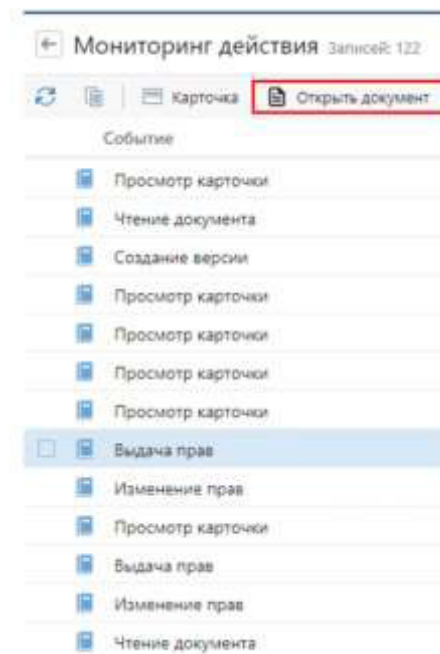 Мониторинг действия Записей: 122
Карточка Открыть документ
Событие
Просмотр карточки
Чтение документа
Создание версии
Просмотр карточки
Просмотр карточки
Просмотр карточки
Просмотр карточки
Выдача прав
Изменение прав
Просмотр карточки
Выдача прав
Изменение прав
Чтение документа